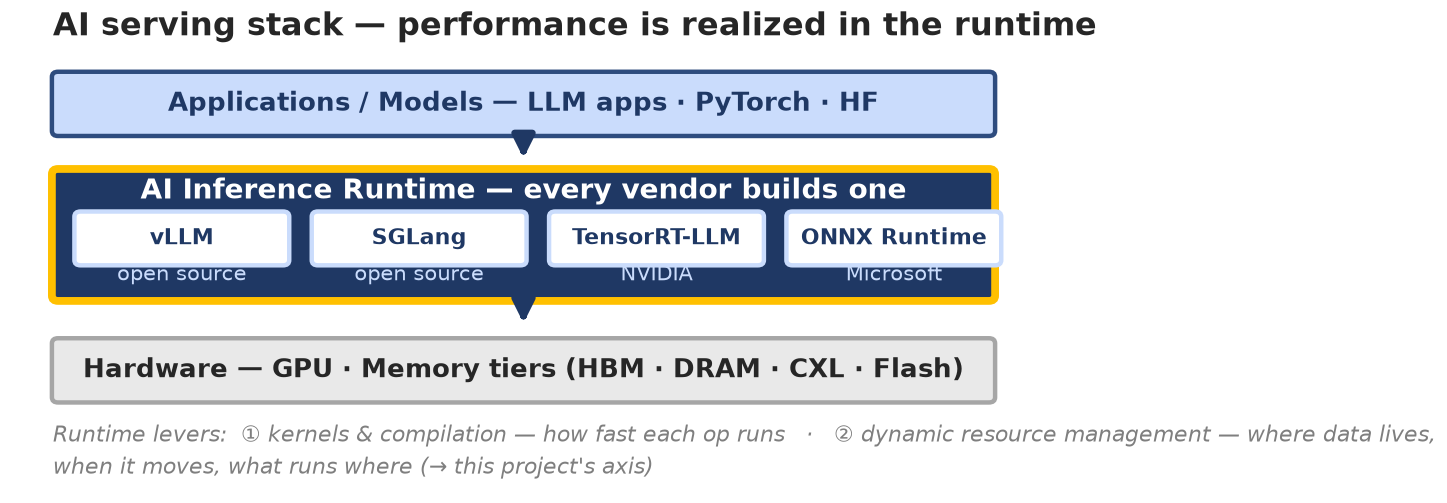 AI serving stack — performance is realized in the runtime
Applications / Models — LLM apps · PyTorch · HF
AI Inference Runtime — every vendor builds one
vLLM
SGLang
TensorRT-LLM
ONNX Runtime
open source
open source
NVIDIA
Microsoft
Hardware — GPU · Memory tiers (HBM · DRAM · CXL · Flash)
Runtime levers: ① kernels & compilation — how fast each op runs · ② dynamic resource management — where data lives,
when it moves, what runs where (→ this project's axis)